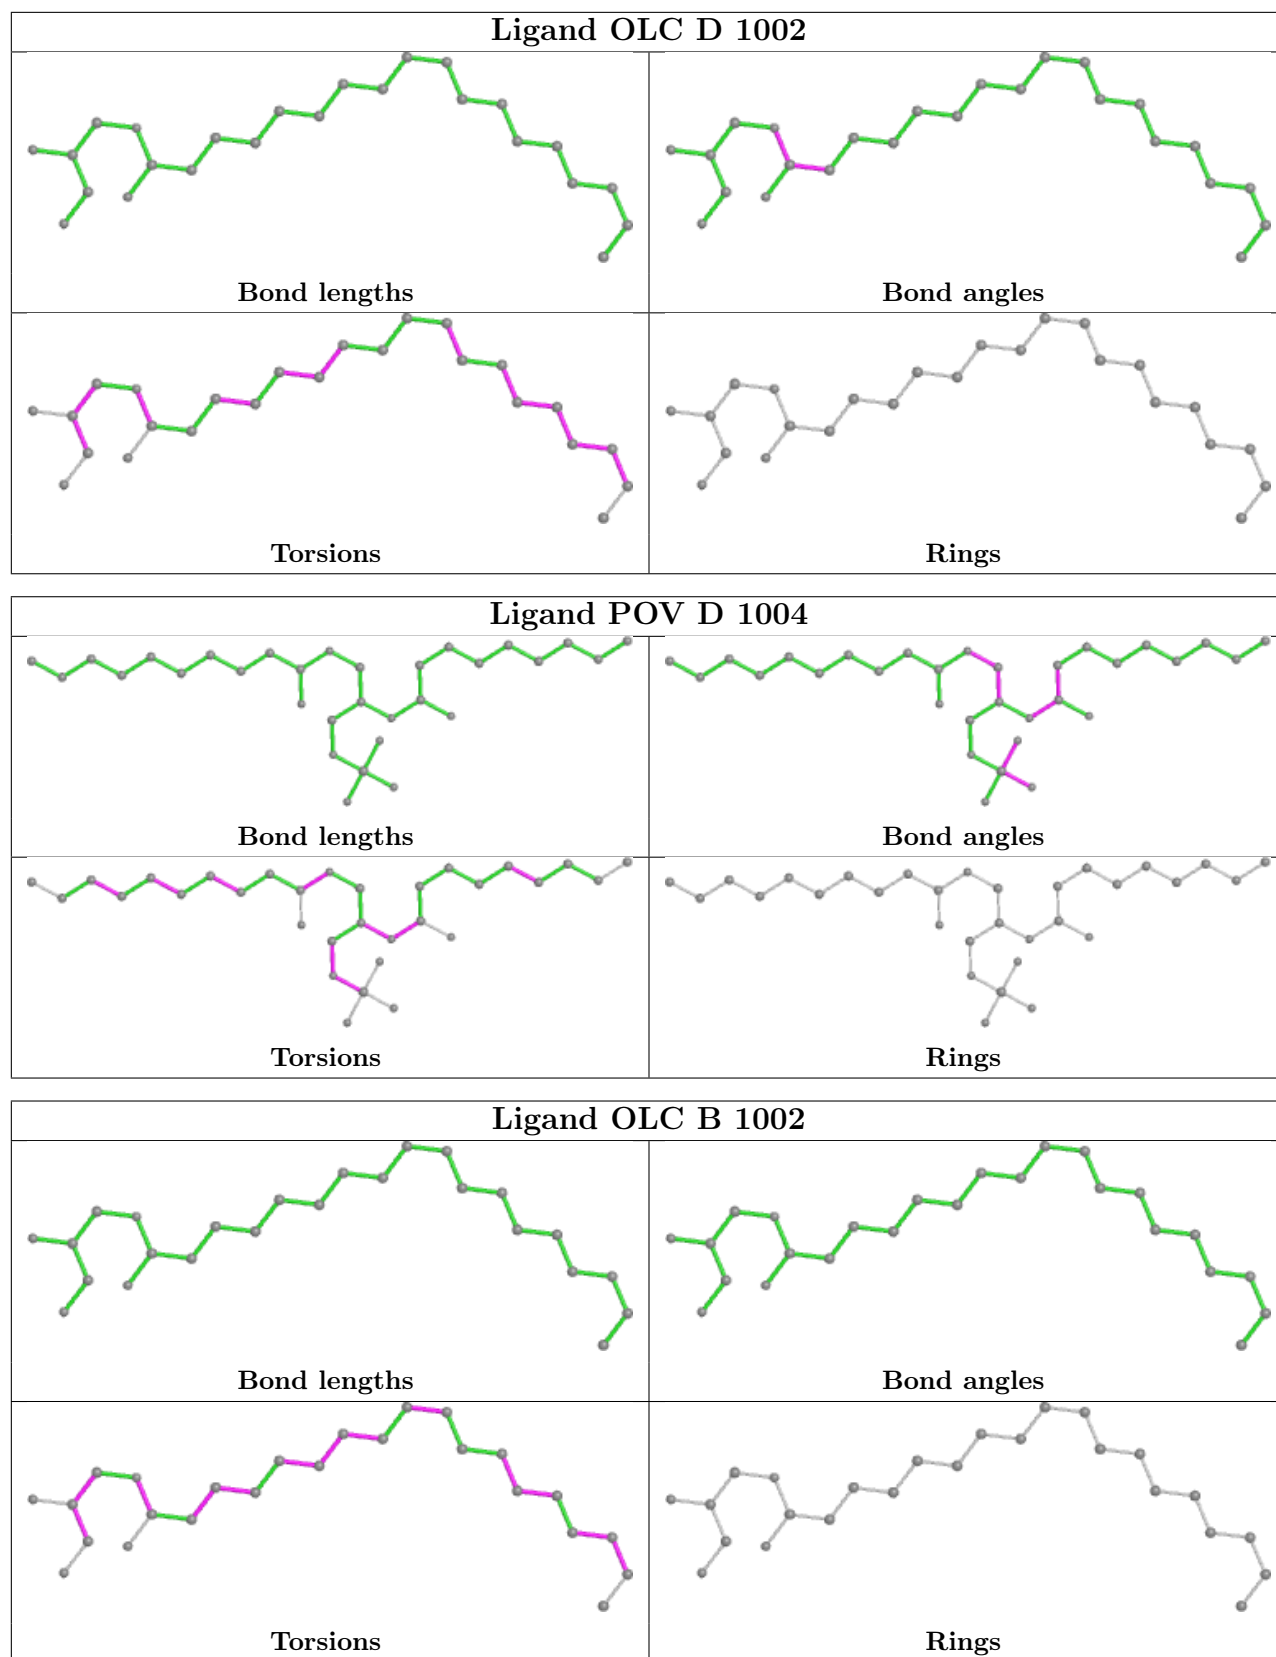 Ligand OLC D 1002
Bond lengths
Bond angles
Torsions
Rings
Ligand POV D 1004
Bond lengths
Bond angles
Torsions
Rings
Ligand OLC B 1002
Bond lengths
Bond angles
Torsions
Rings